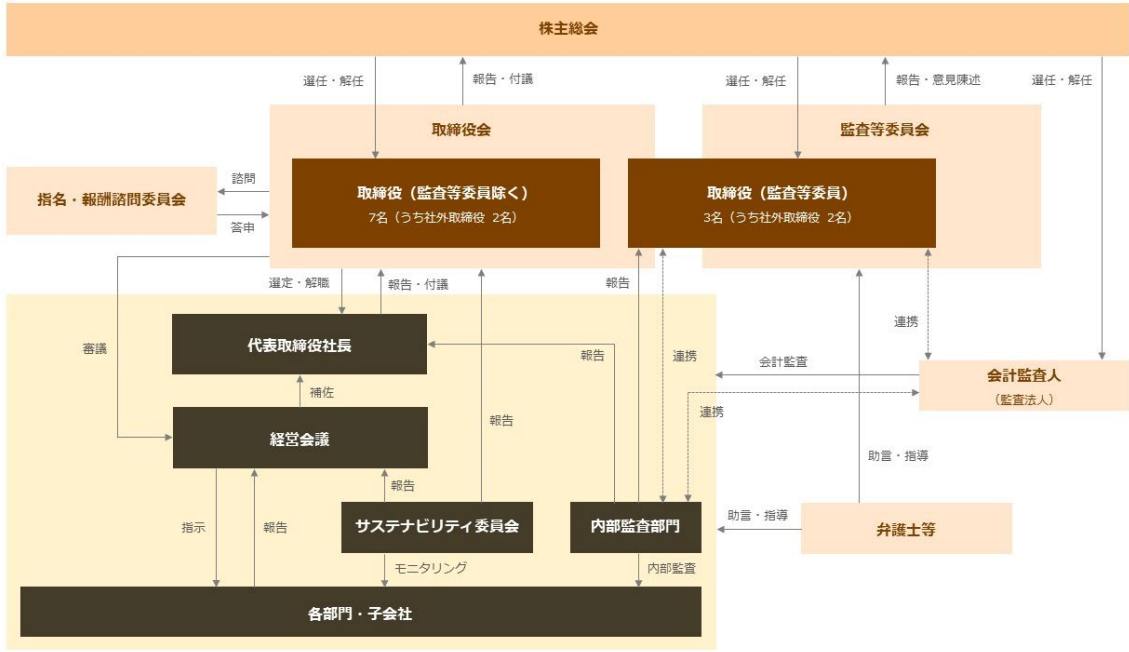 株主総会
選任・解任
報告・付議
選任・解任
報告・意見陳述
選任・解任
取締役会
監査等委員会
指名・報酬諮問委員会
諮問
答申
取締役（監査等委員除く）
7名（うち社外取締役 2名）
取締役（監査等委員）
3名（うち社外取締役 2名）
選定・解職
報告・付議
報告
審議
代表取締役社長
報告
連携
連携
会計監査
会計監査人
（監査法人）
補佐
連携
経営会議
報告
助言・指導
指示
報告
報告
サステナビリティ委員会
内部監査部門
助言・指導
弁護士等
モニタリング
内部監査
各部門・子会社